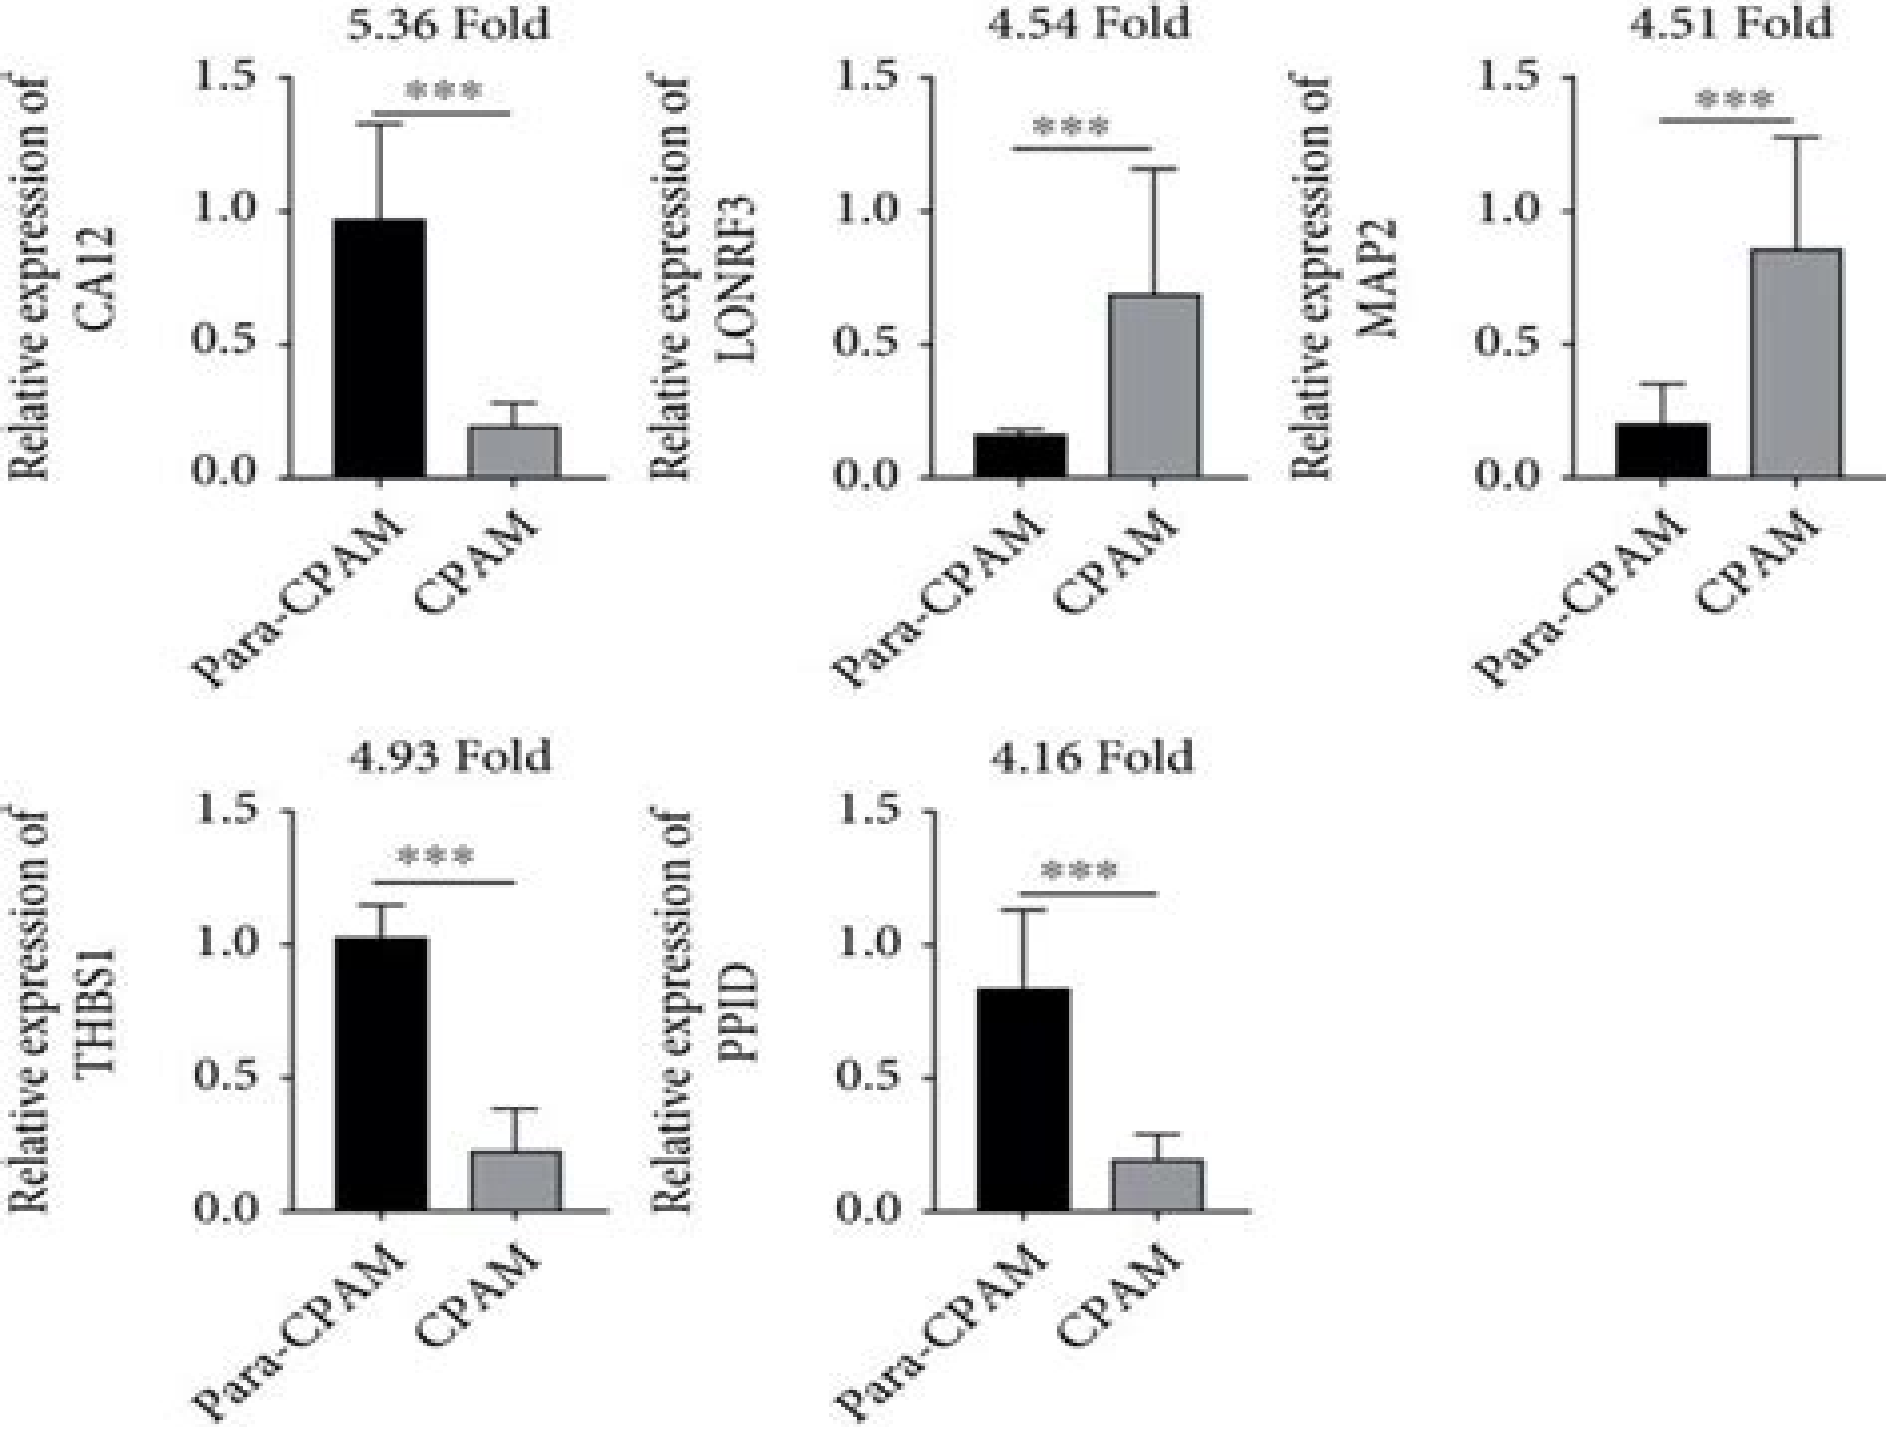 5.36 Fold
Relative expression of
CA12
1.5
1.0
0.5
0.0
***
Para-CPAM
CPAM
4.54 Fold
Relative expression of
LONRF3
1.5
1.0
0.5
0.0
***
Para-CPAM
CPAM
4.51 Fold
Relative expression of
MAP2
1.5
1.0
0.5
0.0
***
Para-CPAM
CPAM
4.93 Fold
Relative expression of
THBS1
1.5
1.0
0.5
0.0
***
Para-CPAM
CPAM
4.16 Fold
Relative expression of
PPID
1.5
1.0
0.5
0.0
***
Para-CPAM
CPAM